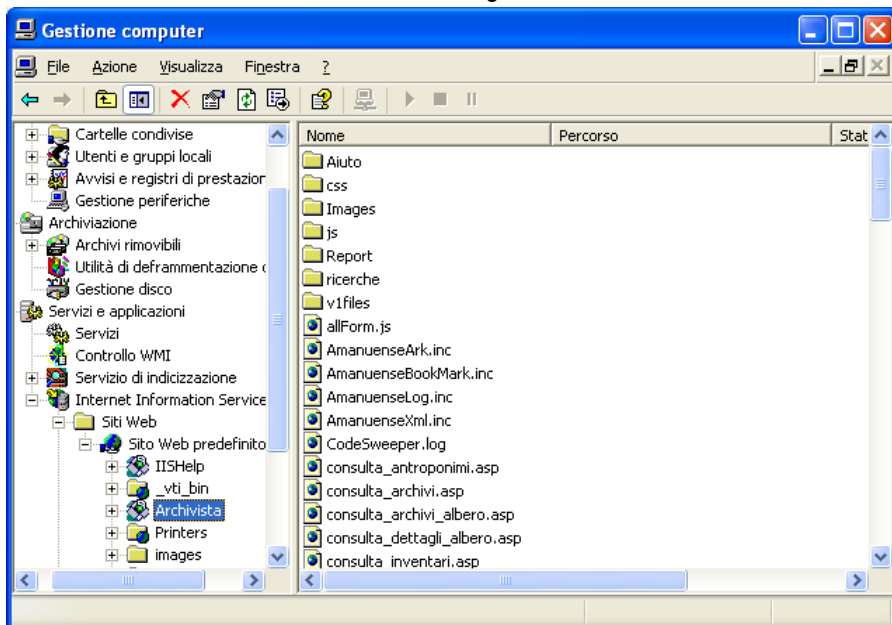 Gestione computer
File Azione Visualizza Finestra ?
Cartelle condivise
Utenti e gruppi locali
Avvisi e registri di prestazior
Gestione periferiche
Archiviazione
Archivi rimovibili
Utilità di deframmentazione
Gestione disco
Servizi e applicazioni
Servizi
Controllo WMI
Servizio di indicizzazione
Internet Information Service
Siti Web
Sito Web predefinito
IISHelp
_vti_bin
Archivista
Printers
images
Nome Percorso Stat
Aiuto
css
Images
js
Report
ricerche
v1files
allForm.js
AmanuenseArk.inc
AmanuenseBookMark.inc
AmanuenseLog.inc
AmanuenseXml.inc
CodeSweeper.log
consulta_antroponimi.asp
consulta_archivi.asp
consulta_archivi_albero.asp
consulta_dettagli_albero.asp
consulta_inventari.asp